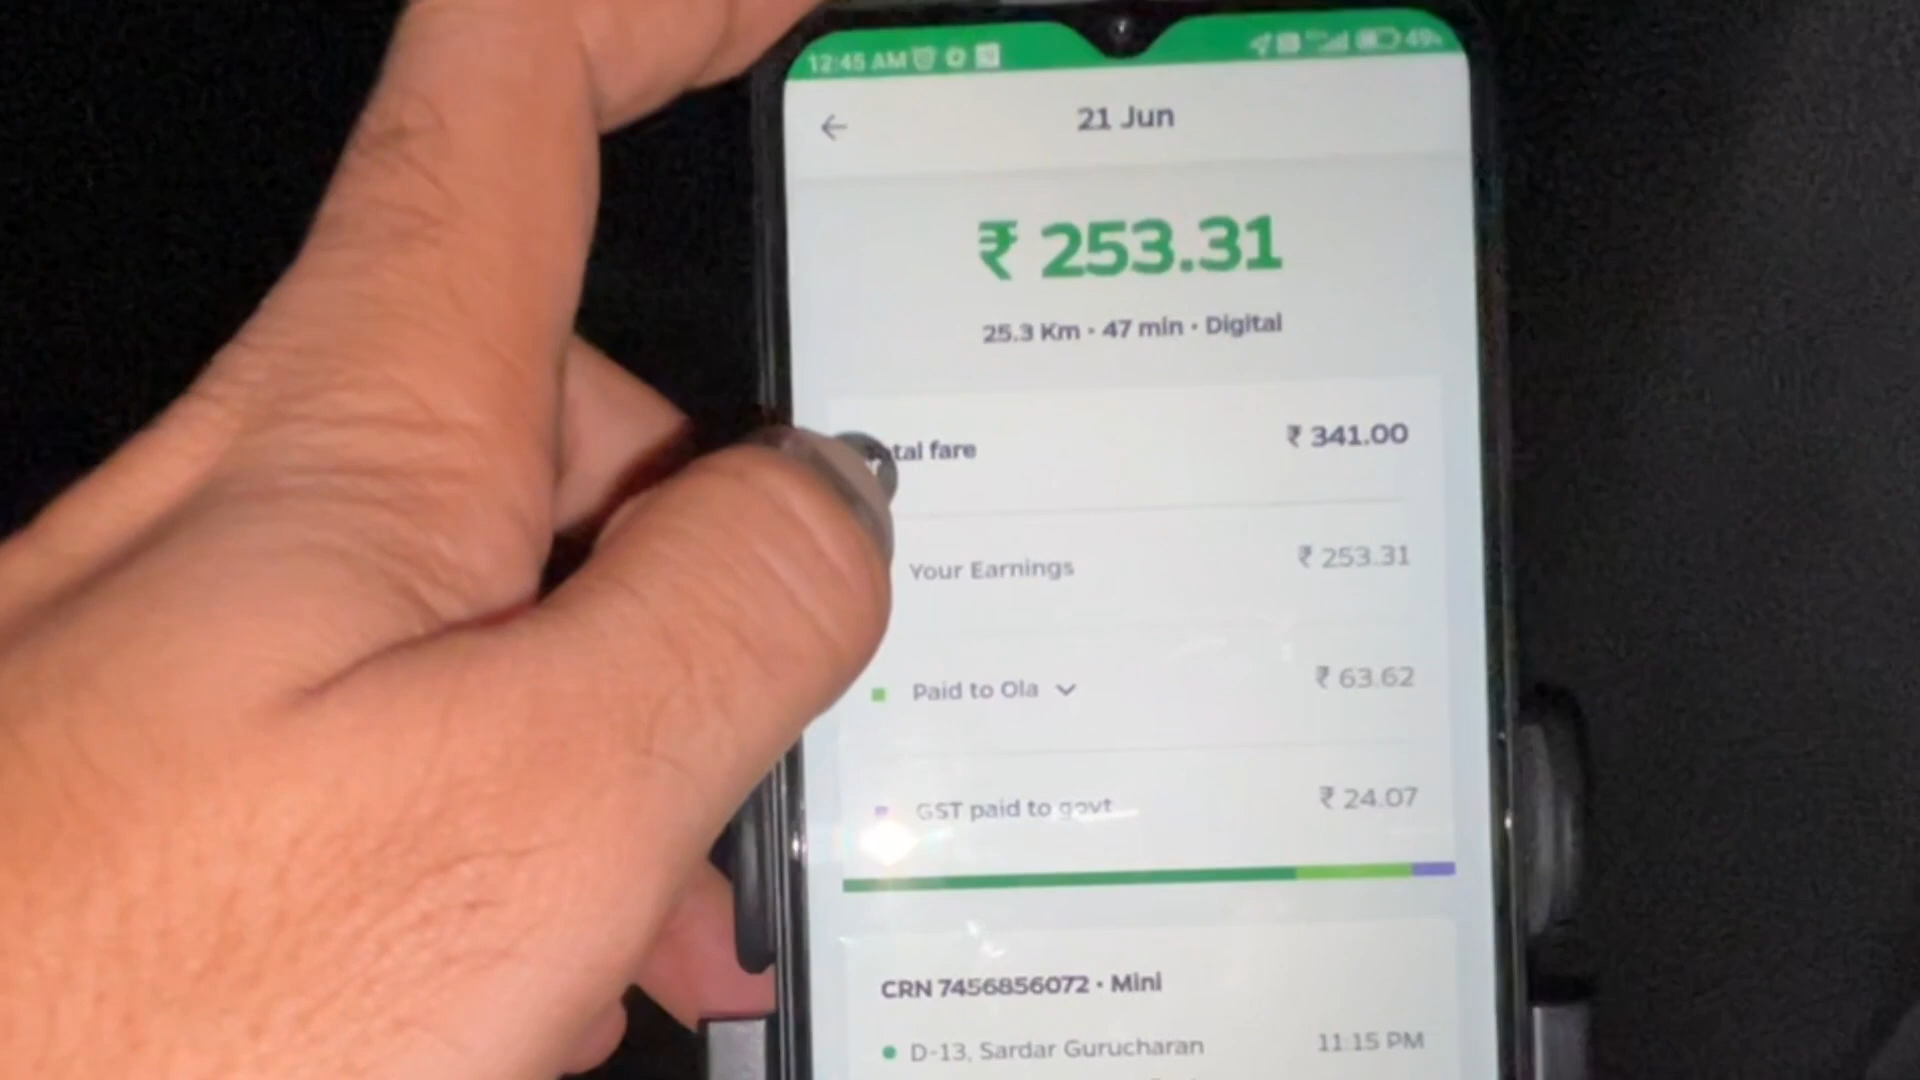 12:45 AM 49
21 Jun
₹ 253.31
25.3 Km • 47 min • Digital
tal fare ₹ 341.00
Your Earnings ₹ 253.31
Paid to Ola ₹ 63.62
GST paid to govt ₹ 24.07
CRN 7456856072 • Mini
D-13, Sardar Gurucharan 11:15 PM